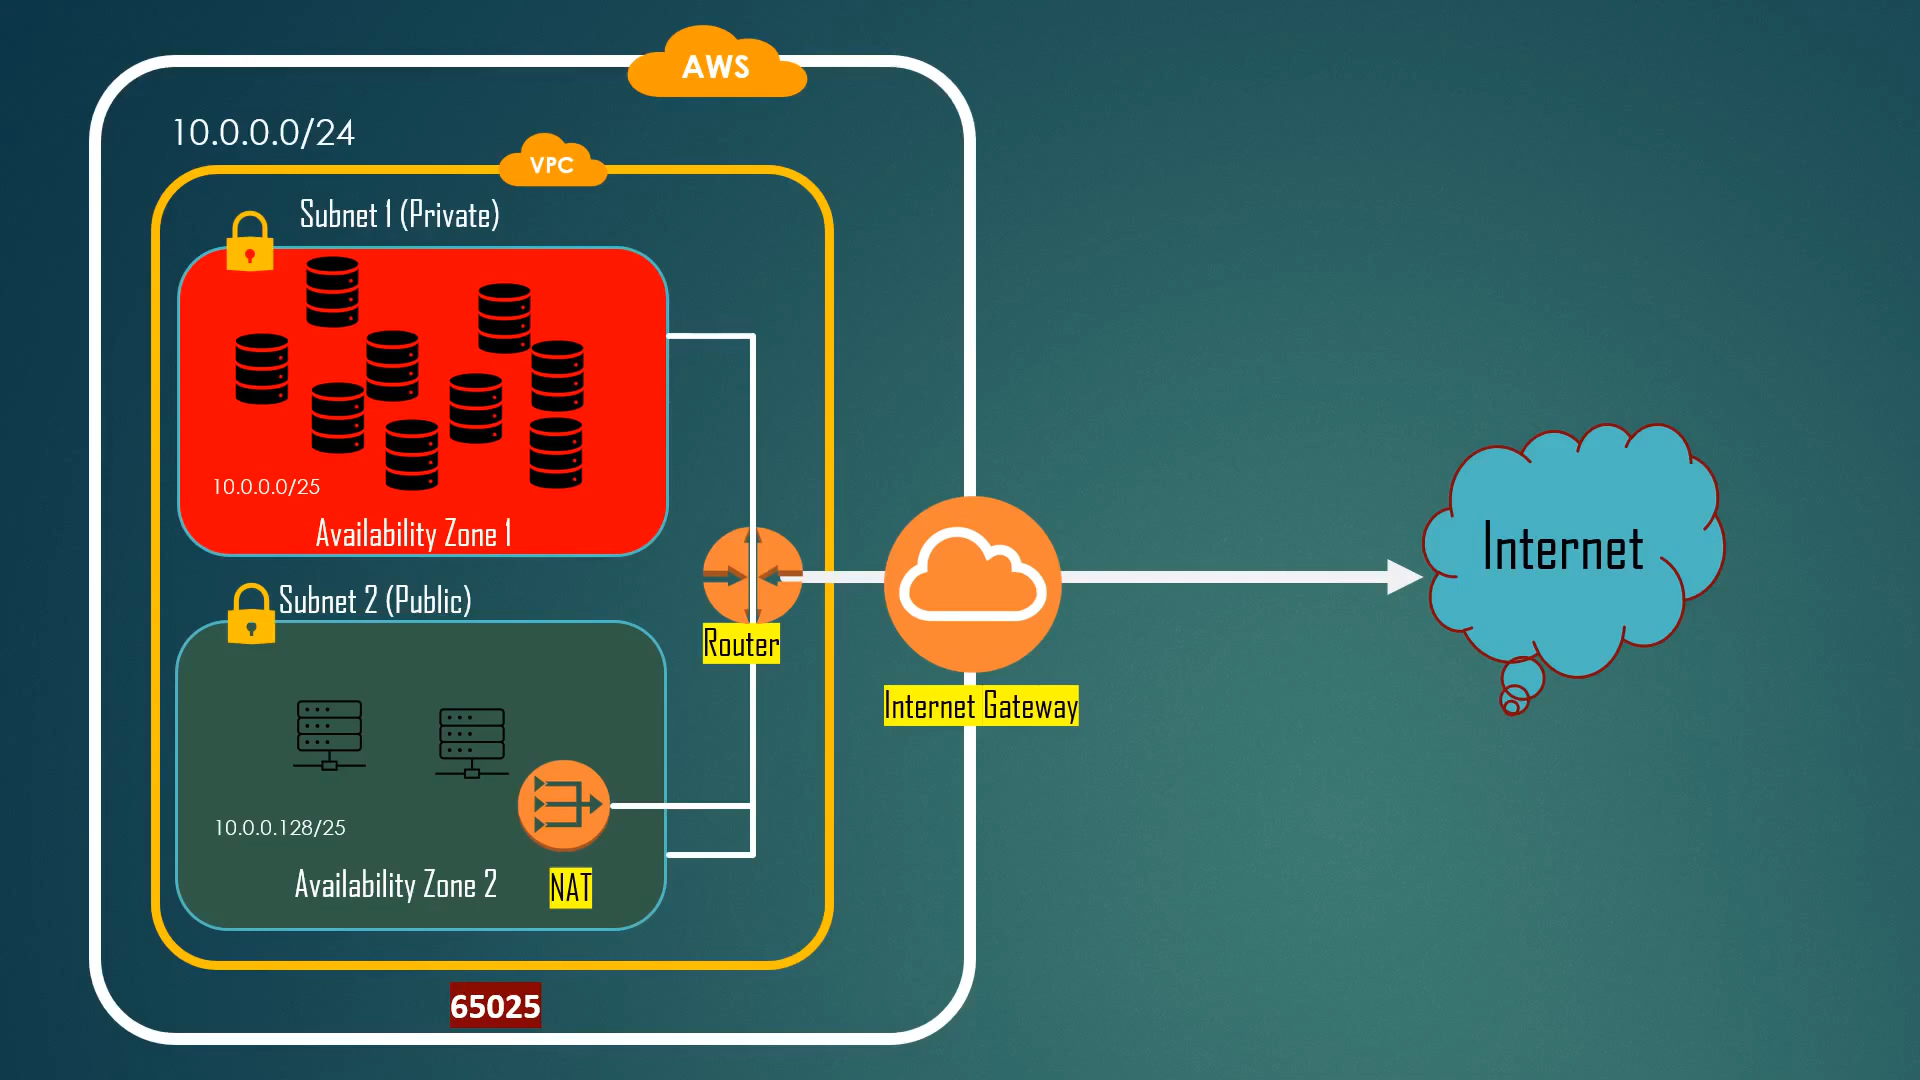 AWS
10.0.0.0/24
VPC
Subnet 1 (Private)
10.0.0.0/25
Availability Zone 1
Subnet 2 (Public)
Router
Internet Gateway
Internet
10.0.0.128/25
Availability Zone 2
NAT
65025